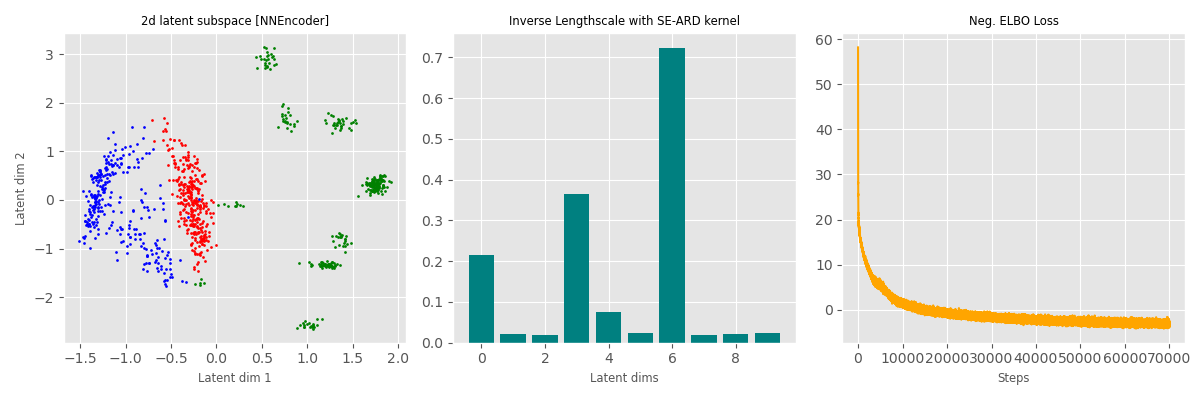 2d latent subspace [NNEncoder]
3
2
1
0
−1
−2
Latent dim 2
−1.5 −1.0 −0.5 0.0 0.5 1.0 1.5 2.0
Latent dim 1
Inverse Lengthscale with SE-ARD kernel
0.7
0.6
0.5
0.4
0.3
0.2
0.1
0.0
0 2 4 6 8
Latent dims
Neg. ELBO Loss
60
50
40
30
20
10
0
0 10000 20000 30000 40000 50000 60000 70000
Steps